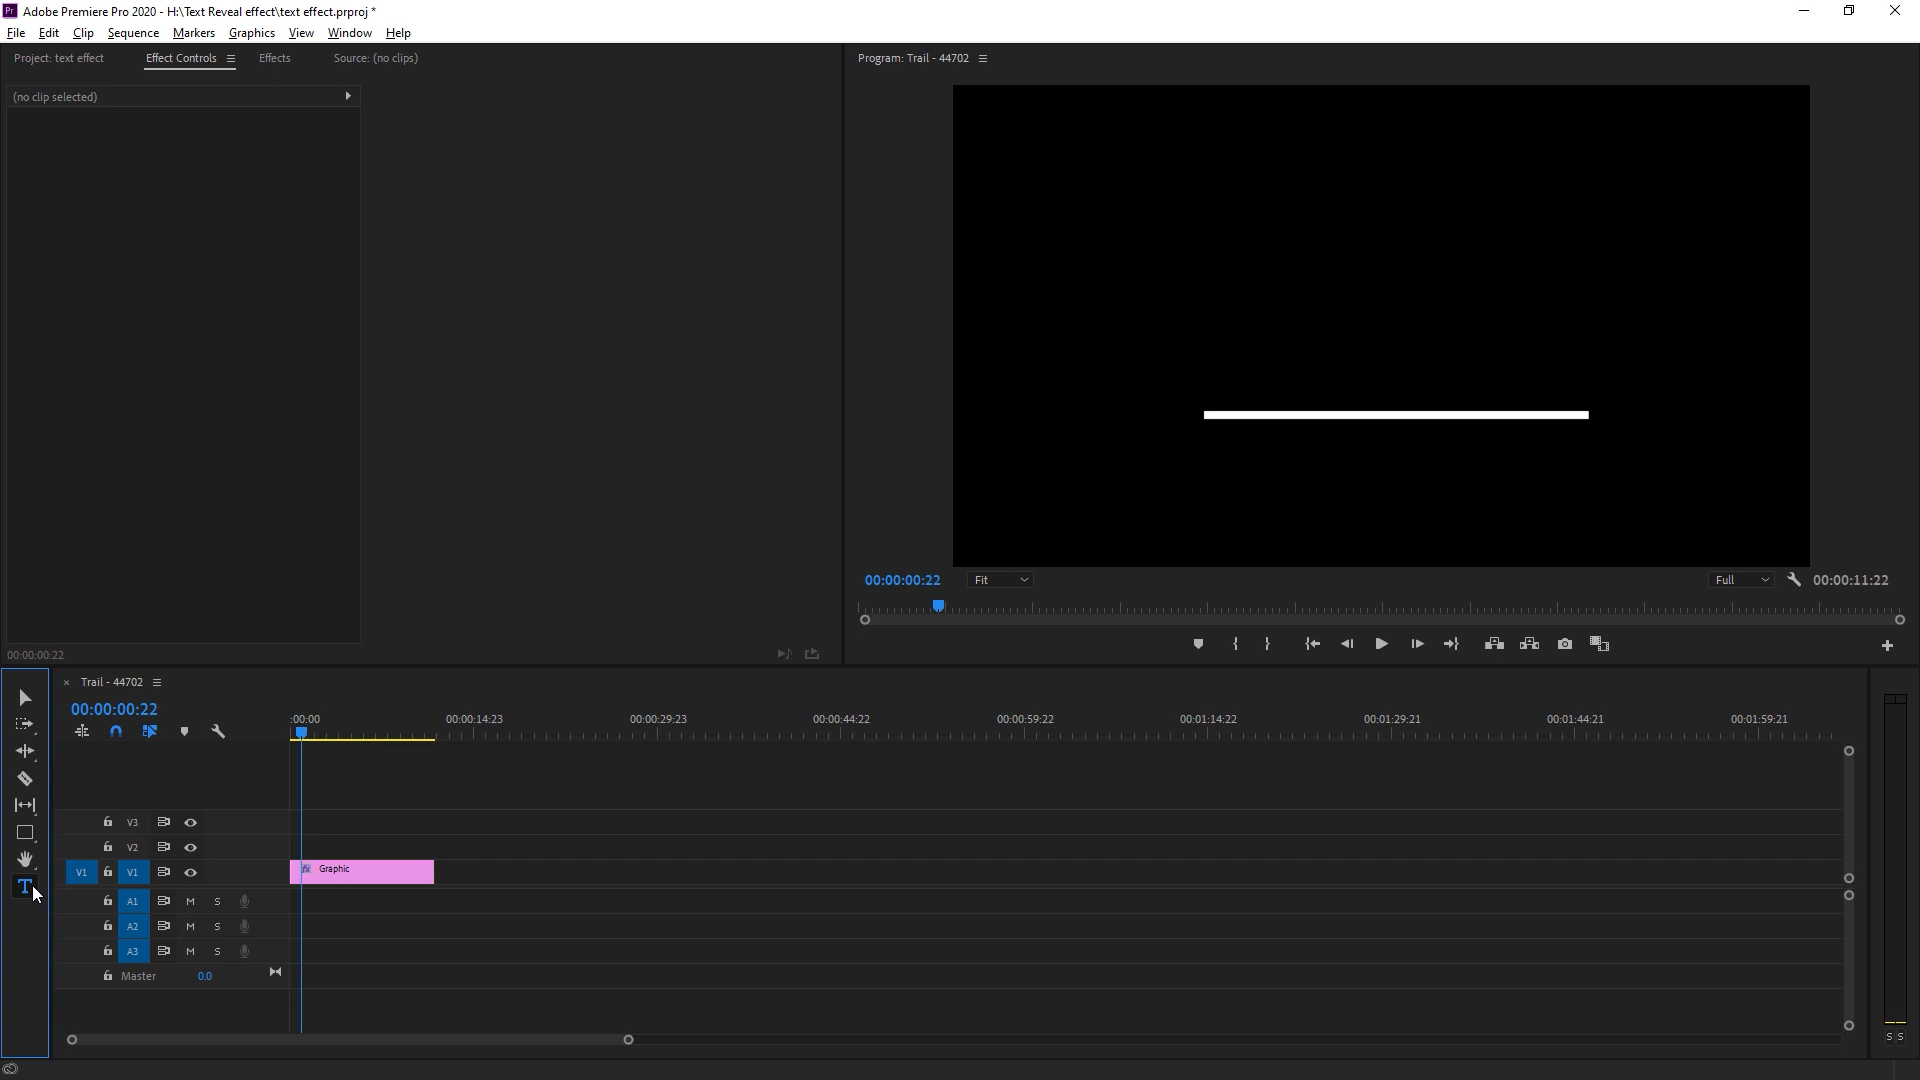 Pr Adobe Premiere Pro 2020 - H:\Text Reveal effect\text effect.prproj *
File Edit Clip Sequence Markers Graphics View Window Help
Project: text effect Effect Controls Effects Source: (no clips)
Program: Trail - 44702
(no clip selected)
00:00:00:22 Fit Full 00:00:11:22
00:00:00:22
Trail - 44702
00:00:00:22
:00:00 00:00:14:23 00:00:29:23 00:00:44:22 00:00:59:22 00:01:14:22 00:01:29:21 00:01:44:21 00:01:59:21
V3
V2
V1 V1 fx Graphic
A1 M S
A2 M S
A3 M S
Master 0.0
S S